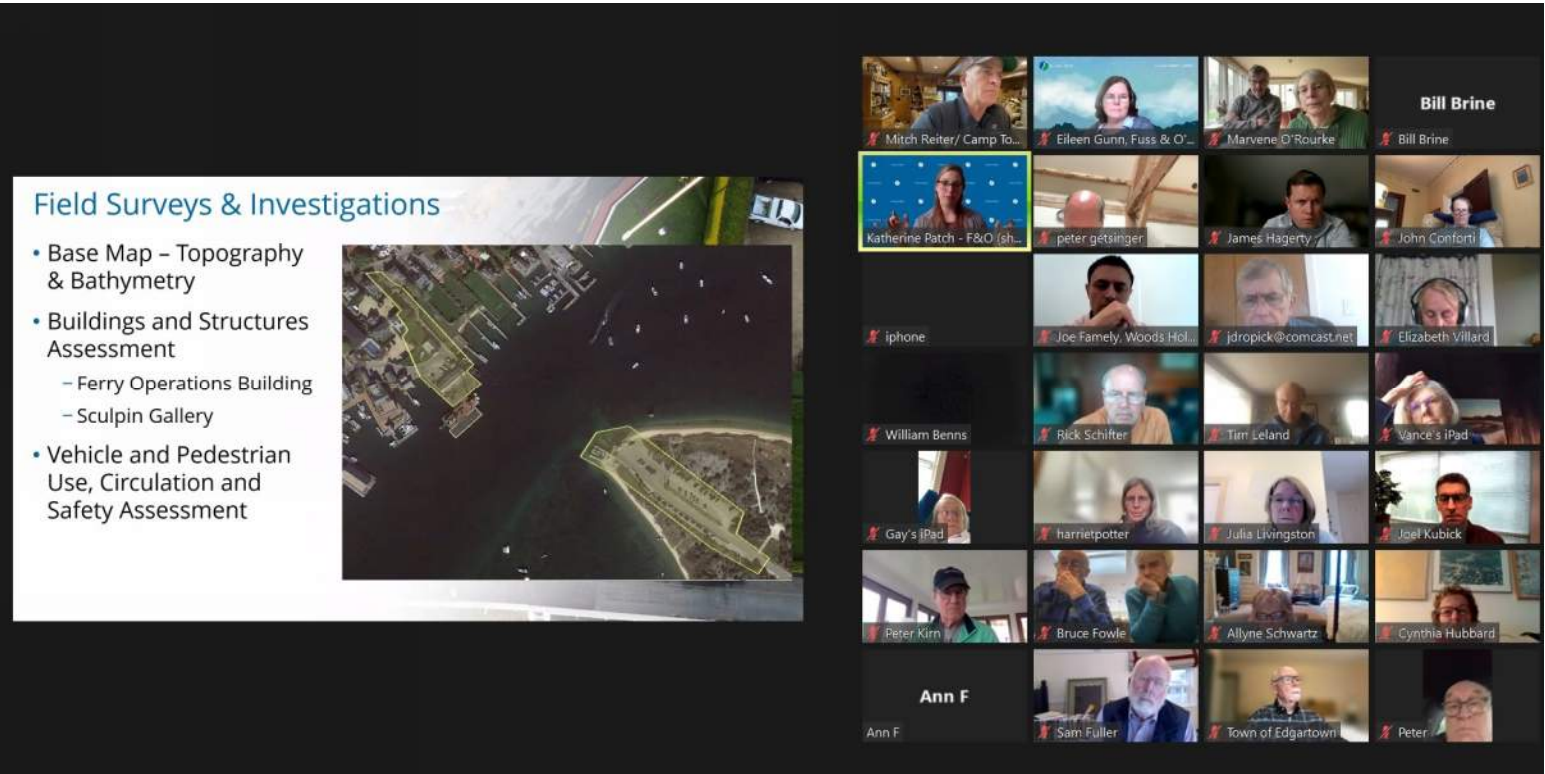 Field Surveys & Investigations
• Base Map – Topography
& Bathymetry
• Buildings and Structures
Assessment
– Ferry Operations Building
– Sculpin Gallery
• Vehicle and Pedestrian
Use, Circulation and
Safety Assessment
Mitch Reiter/ Camp To...
Eileen Gunn, Fuss & O'...
Marvene O'Rourke
Bill Brine
Bill Brine
Katherine Patch - F&O (sh...
peter getsinger
James Hagerty
John Conforti
iphone
Joe Famely, Woods Hol...
jdropick@comcast.net
Elizabeth Villard
William Benns
Rick Schifter
Tim Leland
Vance's iPad
Gay's iPad
harrietpotter
Julia Livingston
Joel Kubick
Peter Kirn
Bruce Fowle
Allyne Schwartz
Cynthia Hubbard
Ann F
Ann F
Sam Fuller
Town of Edgartown
Peter